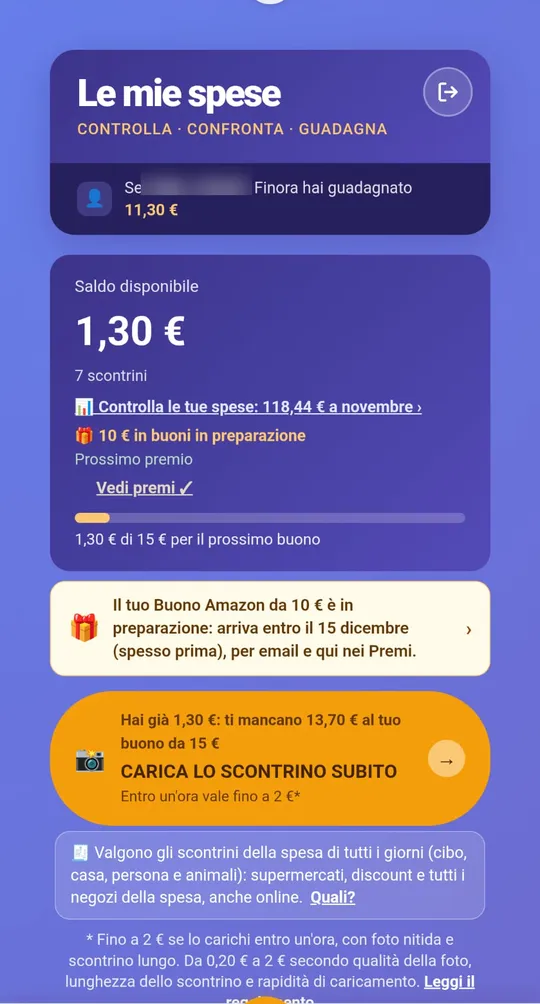 Le mie spese
CONTROLLA · CONFRONTA · GUADAGNA
Finora hai guadagnato
11,30 €
Saldo disponibile
1,30 €
7 scontrini
📊 Controlla le tue spese: 118,44 € a novembre ›
🎁 10 € in buoni in preparazione
Prossimo premio
Vedi premi ✓
1,30 € di 15 € per il prossimo buono
Il tuo Buono Amazon da 10 € è in
preparazione: arriva entro il 15 dicembre
(spesso prima), per email e qui nei Premi.
›
Hai già 1,30 €: ti mancano 13,70 € al tuo
buono da 15 €
CARICA LO SCONTRINO SUBITO
Entro un'ora vale fino a 2 €*
→
🧾 Valgono gli scontrini della spesa di tutti i giorni (cibo,
casa, persona e animali): supermercati, discount e tutti i
negozi della spesa, anche online. Quali?
* Fino a 2 € se lo carichi entro un'ora, con foto nitida e
scontrino lungo. Da 0,20 € a 2 € secondo qualità della foto,
lunghezza dello scontrino e rapidità di caricamento. Leggi il